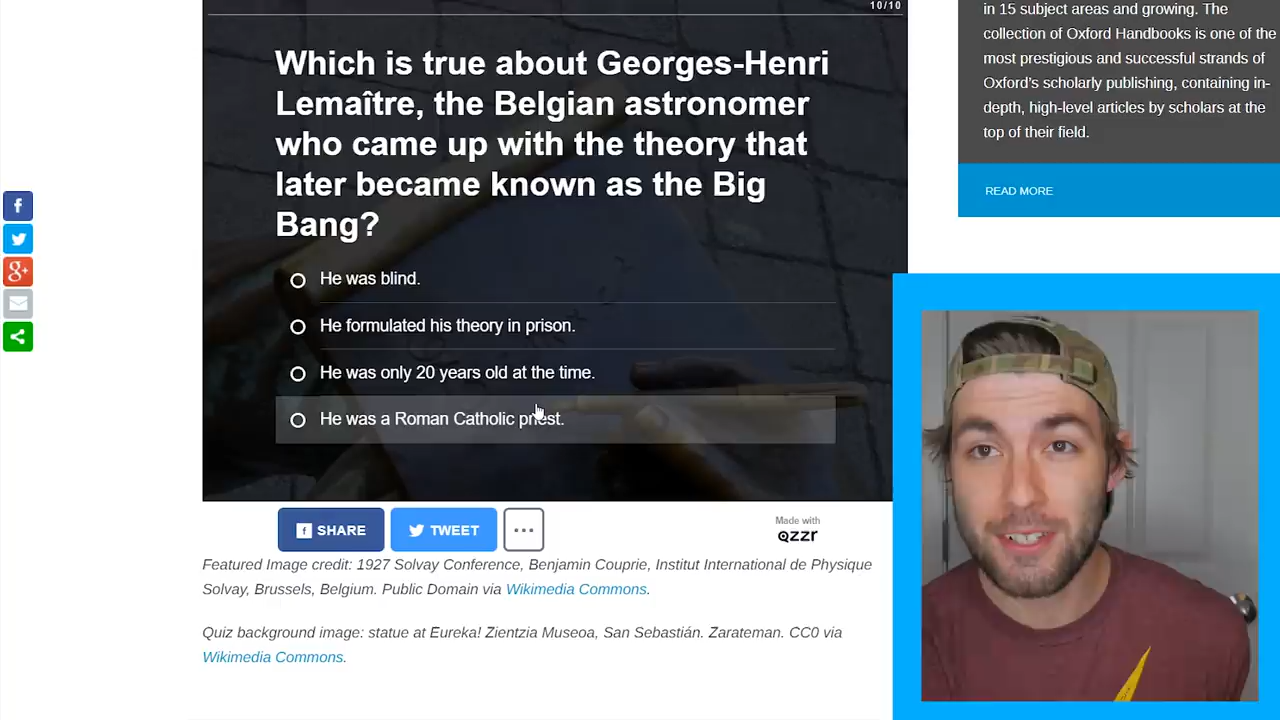 10/10
Which is true about Georges-Henri
Lemaître, the Belgian astronomer
who came up with the theory that
later became known as the Big
Bang?
He was blind.
He formulated his theory in prison.
He was only 20 years old at the time.
He was a Roman Catholic priest.
SHARE
TWEET
...
Made with
QZZR
Featured Image credit: 1927 Solvay Conference, Benjamin Couprie, Institut International de Physique
Solvay, Brussels, Belgium. Public Domain via Wikimedia Commons.
Quiz background image: statue at Eureka! Zientzia Museoa, San Sebastián. Zarateman. CC0 via
Wikimedia Commons.
in 15 subject areas and growing. The
collection of Oxford Handbooks is one of the
most prestigious and successful strands of
Oxford's scholarly publishing, containing in-
depth, high-level articles by scholars at the
top of their field.
READ MORE